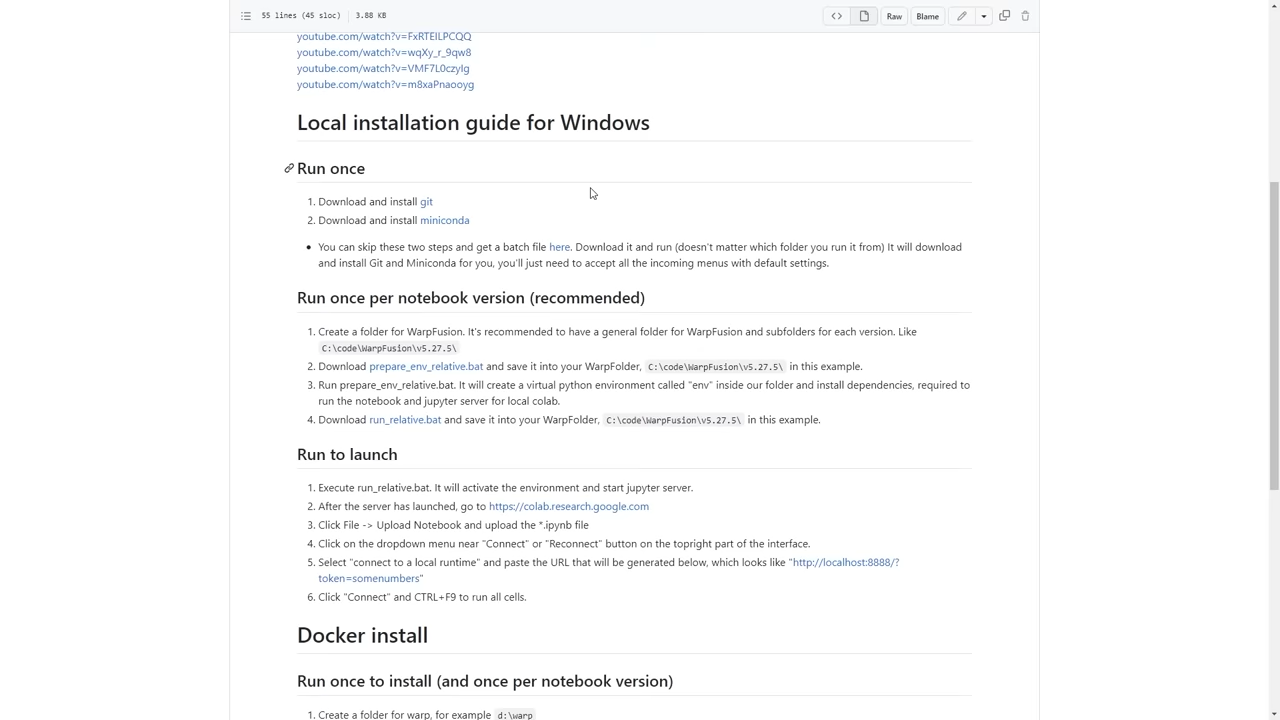 55 lines (45 sloc) 3.88 KB Raw Blame
youtube.com/watch?v=FxRTEILPCQQ
youtube.com/watch?v=wqXy_r_9qw8
youtube.com/watch?v=VMF7L0czyIg
youtube.com/watch?v=m8xaPnaooyg
Local installation guide for Windows
Run once
1. Download and install git
2. Download and install miniconda
• You can skip these two steps and get a batch file here. Download it and run (doesn't matter which folder you run it from) It will download
and install Git and Miniconda for you, you'll just need to accept all the incoming menus with default settings.
Run once per notebook version (recommended)
1. Create a folder for WarpFusion. It's recommended to have a general folder for WarpFusion and subfolders for each version. Like
C:\code\WarpFusion\v5.27.5\
2. Download prepare_env_relative.bat and save it into your WarpFolder, C:\code\WarpFusion\v5.27.5\ in this example.
3. Run prepare_env_relative.bat. It will create a virtual python environment called "env" inside our folder and install dependencies, required to
run the notebook and jupyter server for local colab.
4. Download run_relative.bat and save it into your WarpFolder, C:\code\WarpFusion\v5.27.5\ in this example.
Run to launch
1. Execute run_relative.bat. It will activate the environment and start jupyter server.
2. After the server has launched, go to https://colab.research.google.com
3. Click File -> Upload Notebook and upload the *.ipynb file
4. Click on the dropdown menu near "Connect" or "Reconnect" button on the topright part of the interface.
5. Select "connect to a local runtime" and paste the URL that will be generated below, which looks like "http://localhost:8888/?
token=somenumbers"
6. Click "Connect" and CTRL+F9 to run all cells.
Docker install
Run once to install (and once per notebook version)
1. Create a folder for warp, for example d:\warp